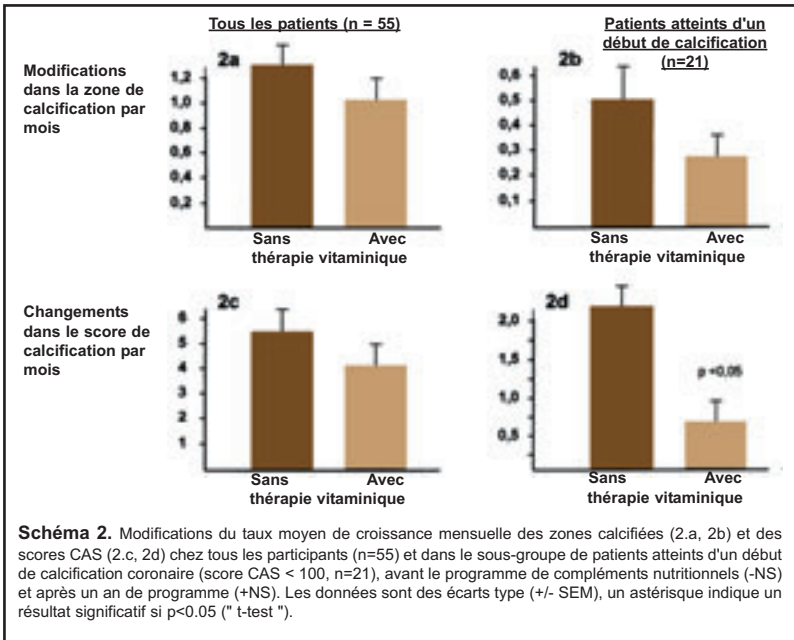 Tous les patients (n = 55)
Patients atteints d'un
début de calcification
(n=21)
Modifications
dans la zone de
calcification par
mois
2a
1,2
1,0
0,8
0,6
0,4
0,2
Sans Avec
thérapie vitaminique
2b
0,6
0,5
0,4
0,3
0,2
0,1
Sans Avec
thérapie vitaminique
Changements
dans le score de
calcification par
mois
2c
6
5
4
3
2
1
Sans Avec
thérapie vitaminique
2d
2,0
1,5
1,0
0,5
p <0,05
Sans Avec
thérapie vitaminique
Schéma 2. Modifications du taux moyen de croissance mensuelle des zones calcifiées (2.a, 2b) et des
scores CAS (2.c, 2d) chez tous les participants (n=55) et dans le sous-groupe de patients atteints d'un début
de calcification coronaire (score CAS < 100, n=21), avant le programme de compléments nutritionnels (-NS)
et après un an de programme (+NS). Les données sont des écarts type (+/- SEM), un astérisque indique un
résultat significatif si p<0.05 (" t-test ").